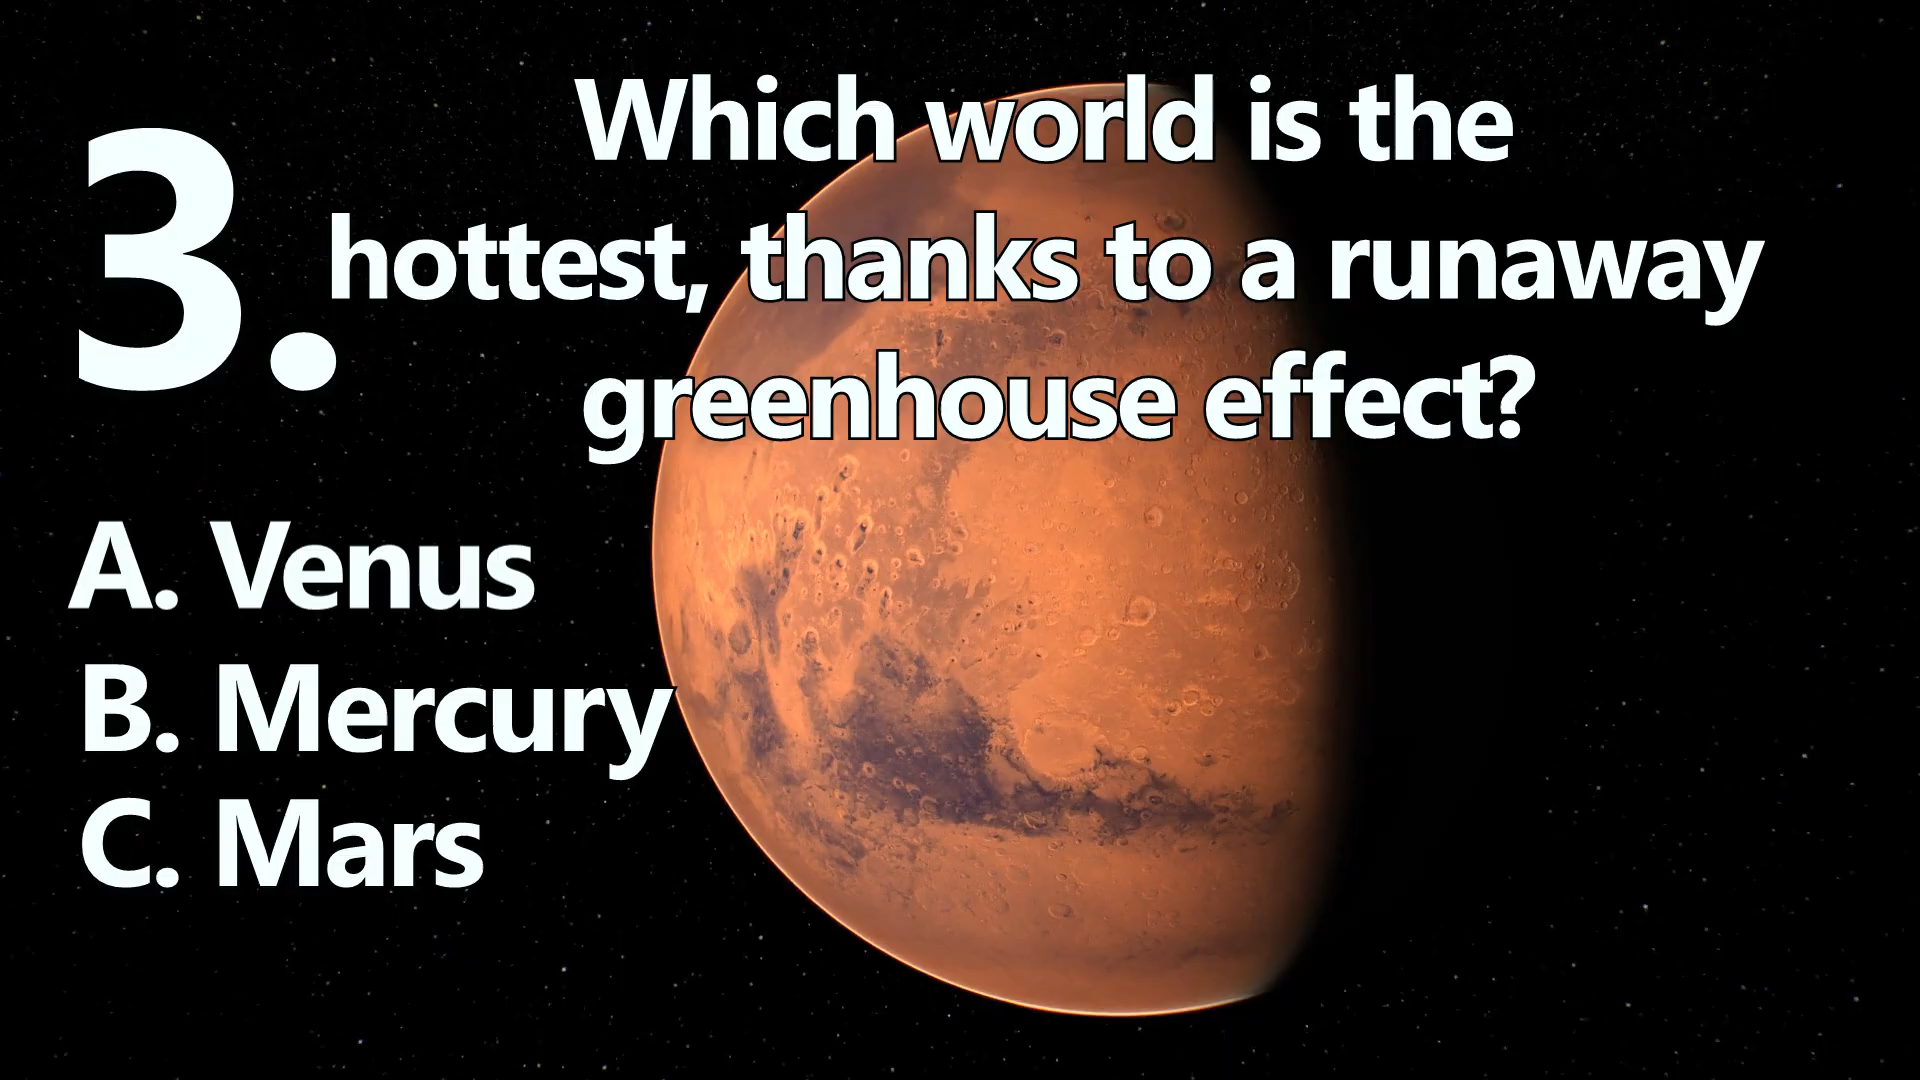 3.
Which world is the
hottest, thanks to a runaway
greenhouse effect?
A. Venus
B. Mercury
C. Mars